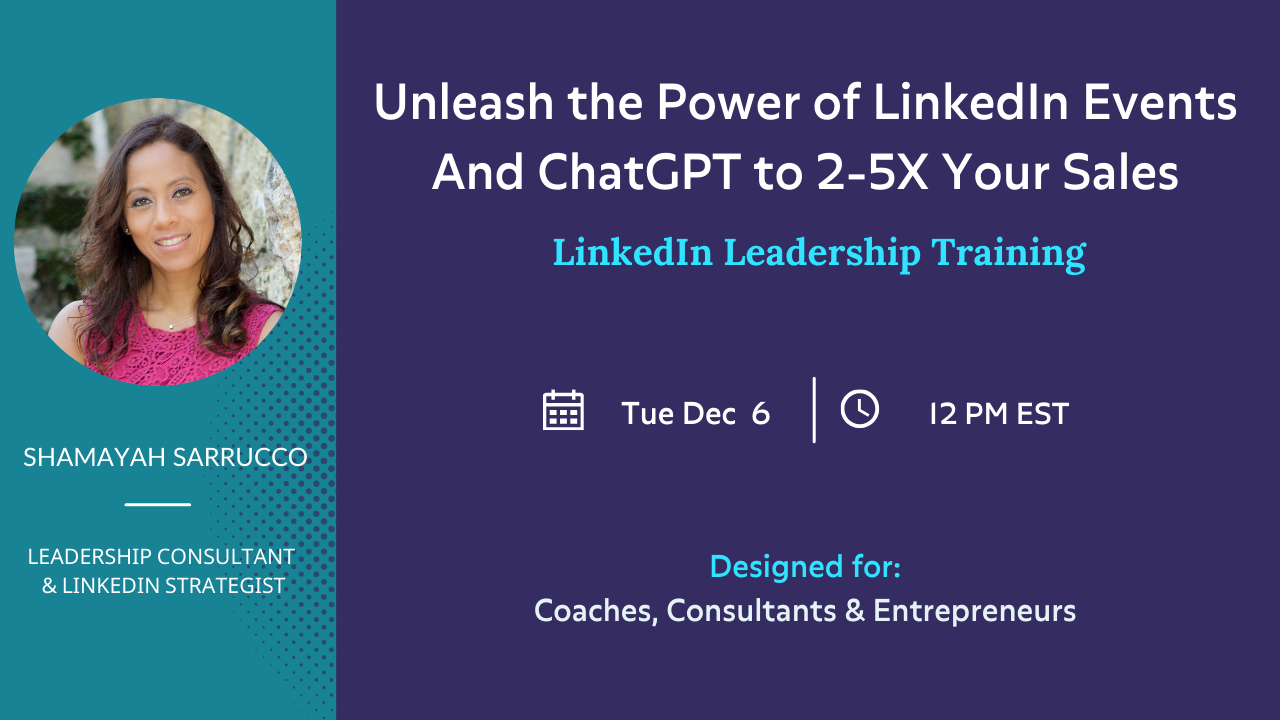 Unleash the Power of LinkedIn Events
And ChatGPT to 2-5X Your Sales
LinkedIn Leadership Training
Tue Dec 6
12 PM EST
Designed for:
Coaches, Consultants & Entrepreneurs
SHAMAYAH SARRUCCO
LEADERSHIP CONSULTANT
& LINKEDIN STRATEGIST